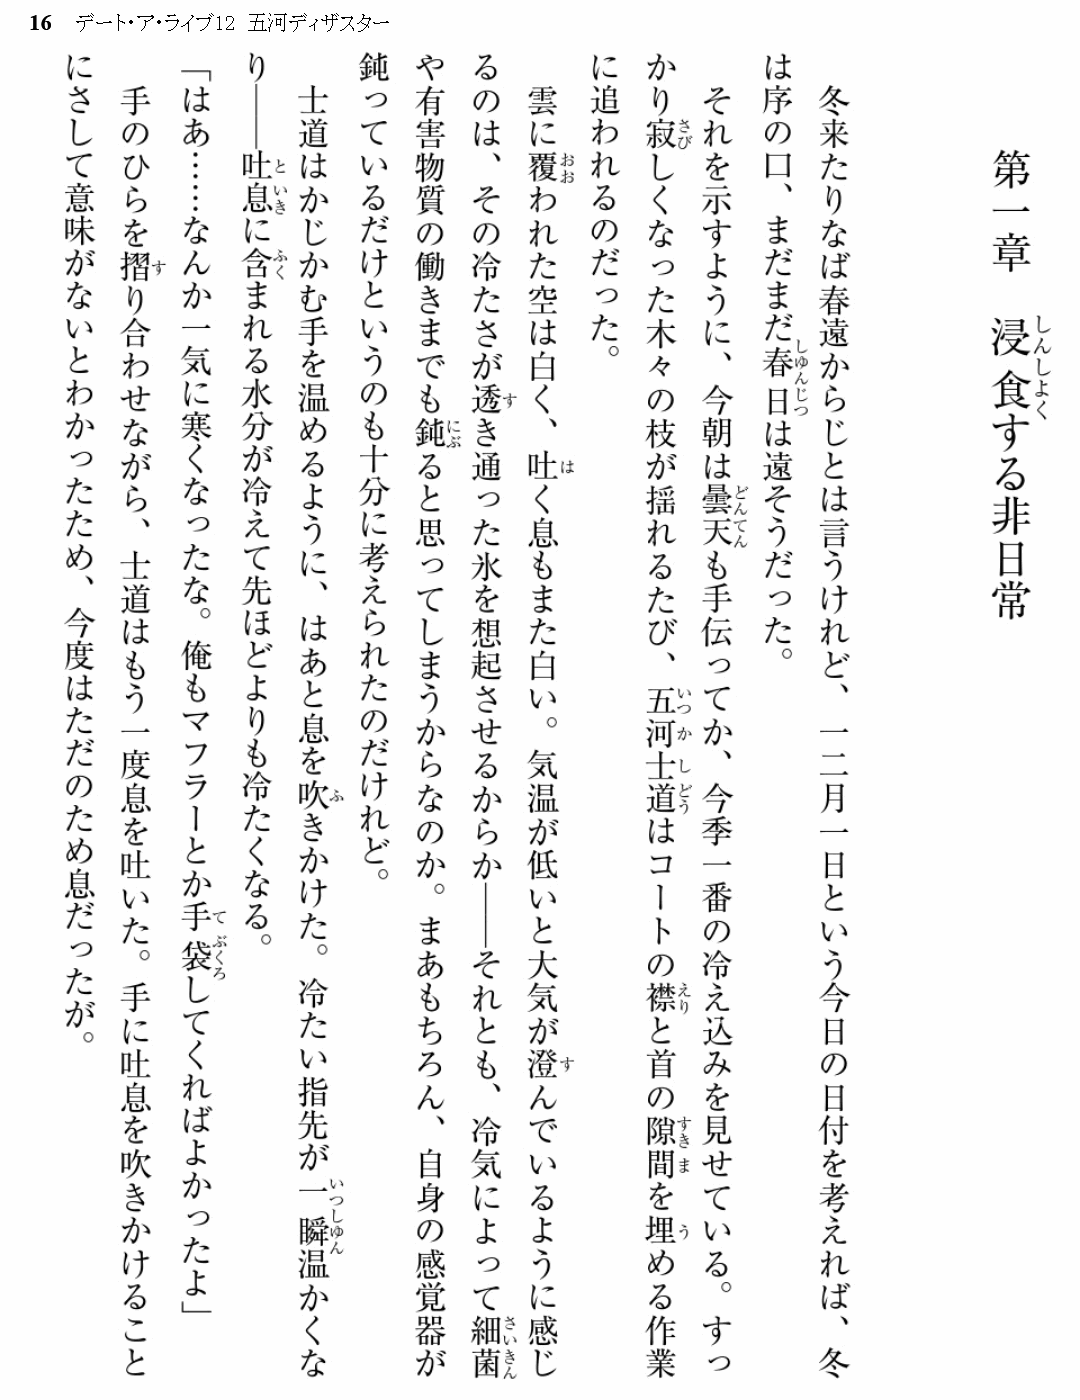 16　デート・ア・ライブ12　五河ディザスター
第一章　浸食する非日常
冬来たりなば春遠からじとは言うけれど、一二月一日という今日の日付を考えれば、冬
は序の口、まだまだ春日は遠そうだった。
それを示すように、今朝は曇天も手伝ってか、今季一番の冷え込みを見せている。すっ
かり寂しくなった木々の枝が揺れるたび、五河士道はコートの襟と首の隙間を埋める作業
に追われるのだった。
雲に覆われた空は白く、吐く息もまた白い。気温が低いと大気が澄んでいるように感じ
るのは、その冷たさが透き通った氷を想起させるからか――それとも、冷気によって細菌
や有害物質の働きまでも鈍ると思ってしまうからなのか。まあもちろん、自身の感覚器が
鈍っているだけというのも十分に考えられたのだけれど。
士道はかじかむ手を温めるように、はあと息を吹きかけた。冷たい指先が一瞬温かくな
り――吐息に含まれる水分が冷えて先ほどよりも冷たくなる。
「はあ……なんか一気に寒くなったな。俺もマフラーとか手袋してくればよかったよ」
手のひらを摺り合わせながら、士道はもう一度息を吐いた。手に吐息を吹きかけること
にさして意味がないとわかったため、今度はただのため息だったが。